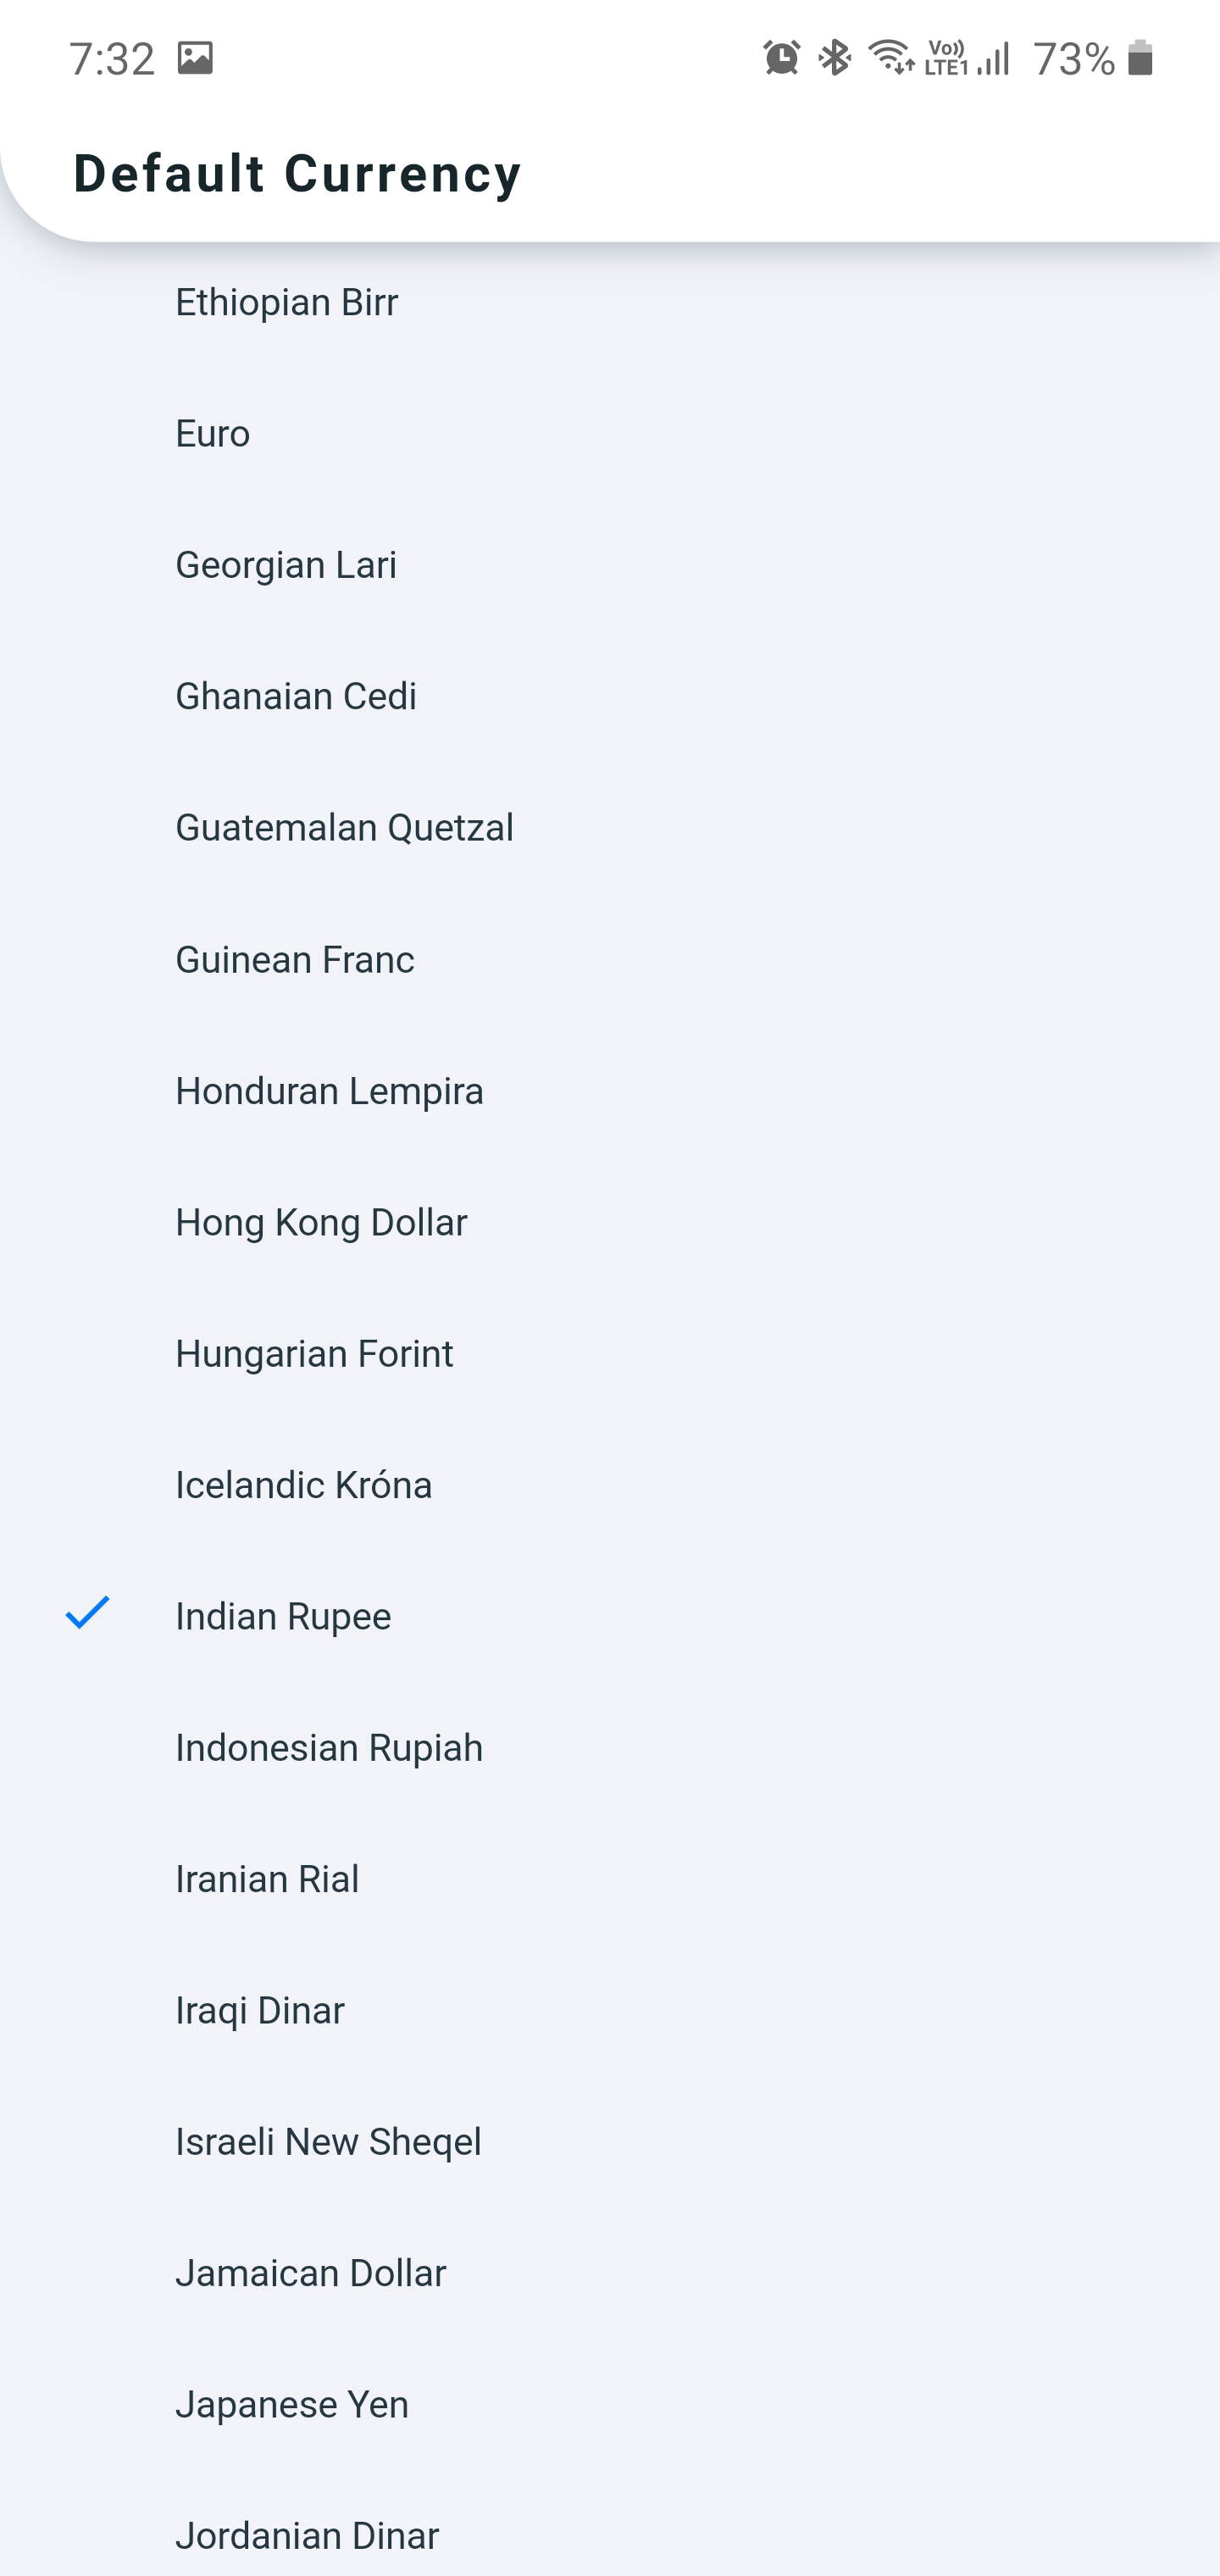 7:32 Vo)) LTE1 73%
Default Currency
Ethiopian Birr
Euro
Georgian Lari
Ghanaian Cedi
Guatemalan Quetzal
Guinean Franc
Honduran Lempira
Hong Kong Dollar
Hungarian Forint
Icelandic Króna
Indian Rupee
Indonesian Rupiah
Iranian Rial
Iraqi Dinar
Israeli New Sheqel
Jamaican Dollar
Japanese Yen
Jordanian Dinar